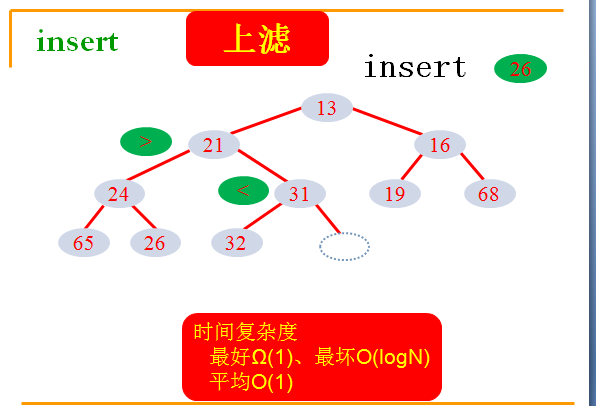 insert
上滤
insert 26
13
> 21 16
24 < 31 19 68
65 26 32
时间复杂度
最好Ω(1)、最坏O(logN)
平均O(1)